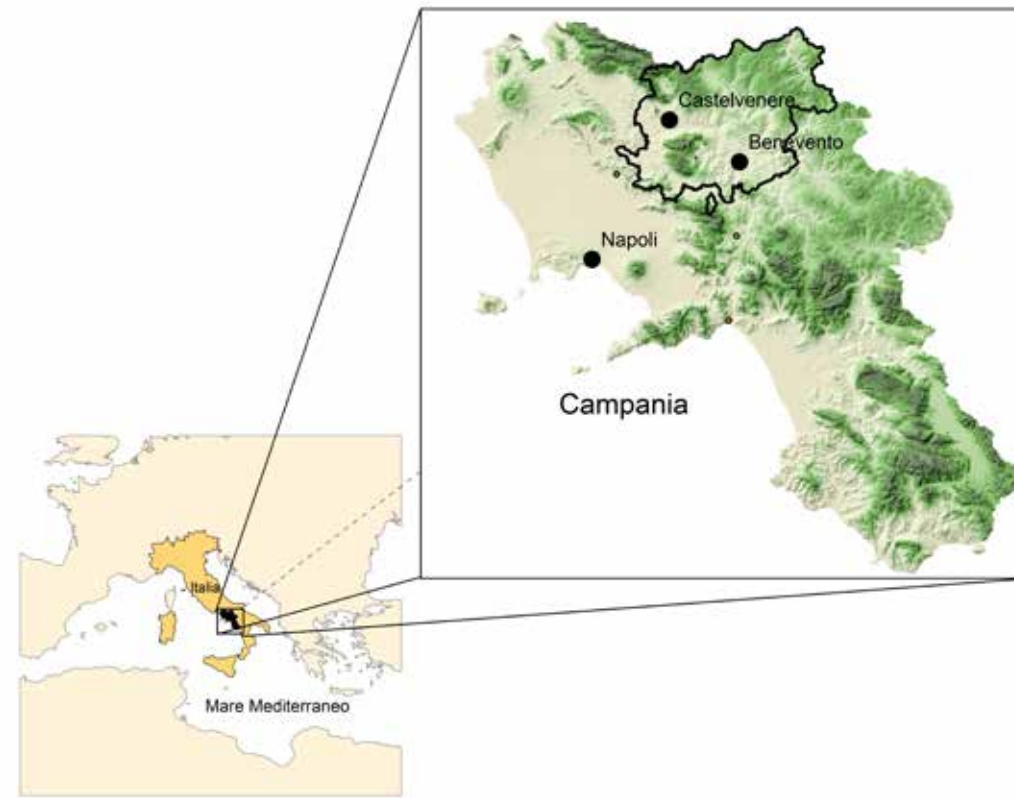 Castelvenere
Benevento
Napoli
Campania
Italia
Mare Mediterraneo